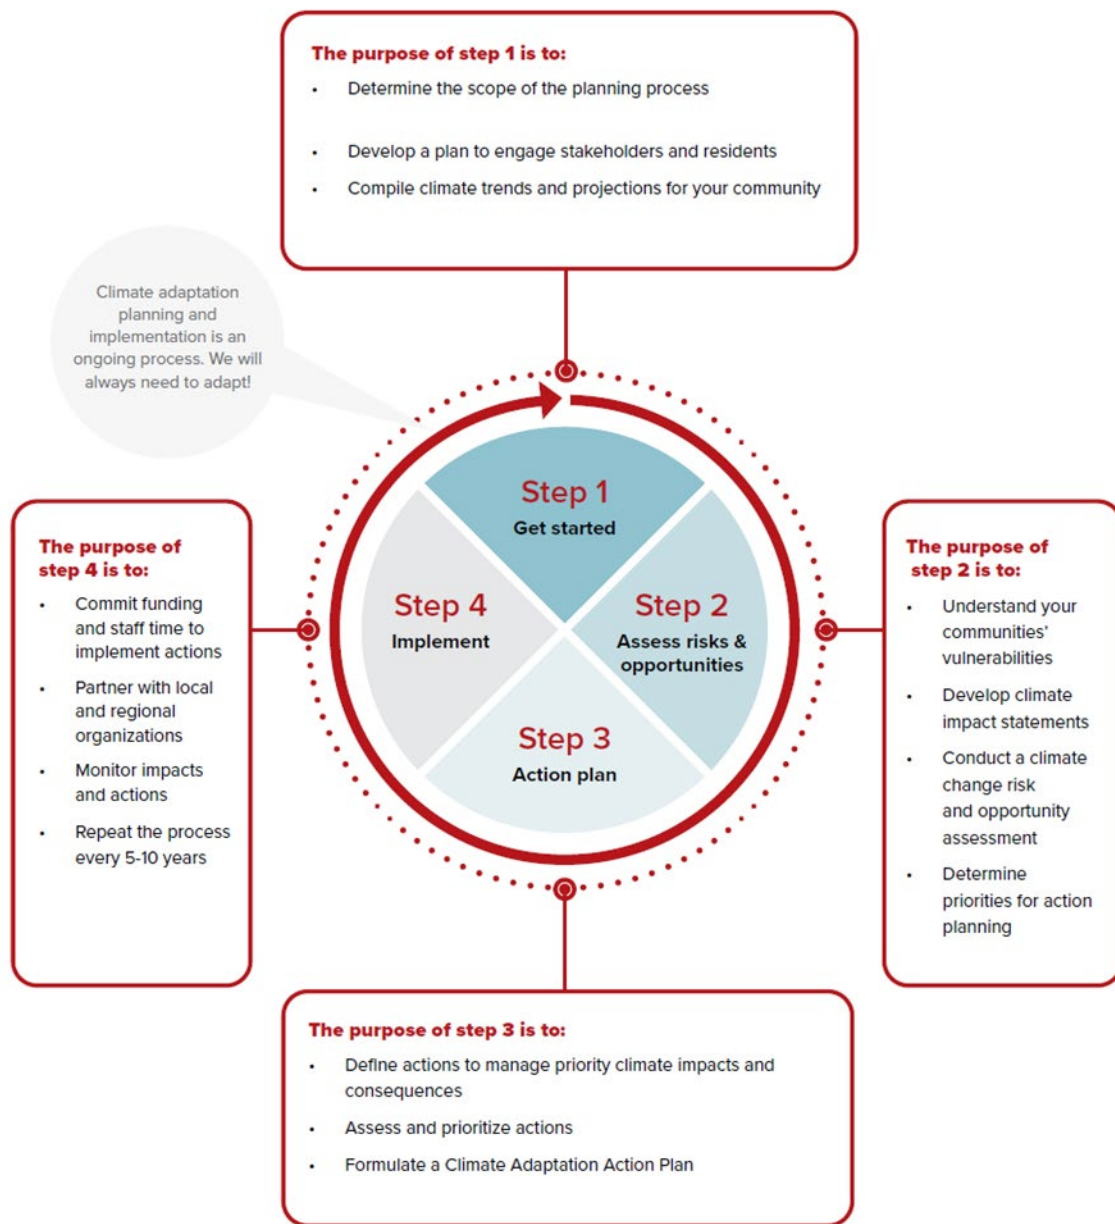 The purpose of step 1 is to:
• Determine the scope of the planning process
• Develop a plan to engage stakeholders and residents
• Compile climate trends and projections for your community
Climate adaptation
planning and
implementation is an
ongoing process. We will
always need to adapt!
Step 1
Get started
Step 2
Assess risks &
opportunities
Step 3
Action plan
Step 4
Implement
The purpose of
step 2 is to:
• Understand your
communities’
vulnerabilities
• Develop climate
impact statements
• Conduct a climate
change risk
and opportunity
assessment
• Determine
priorities for action
planning
The purpose of step 3 is to:
• Define actions to manage priority climate impacts and
consequences
• Assess and prioritize actions
• Formulate a Climate Adaptation Action Plan
The purpose of
step 4 is to:
• Commit funding
and staff time to
implement actions
• Partner with local
and regional
organizations
• Monitor impacts
and actions
• Repeat the process
every 5-10 years